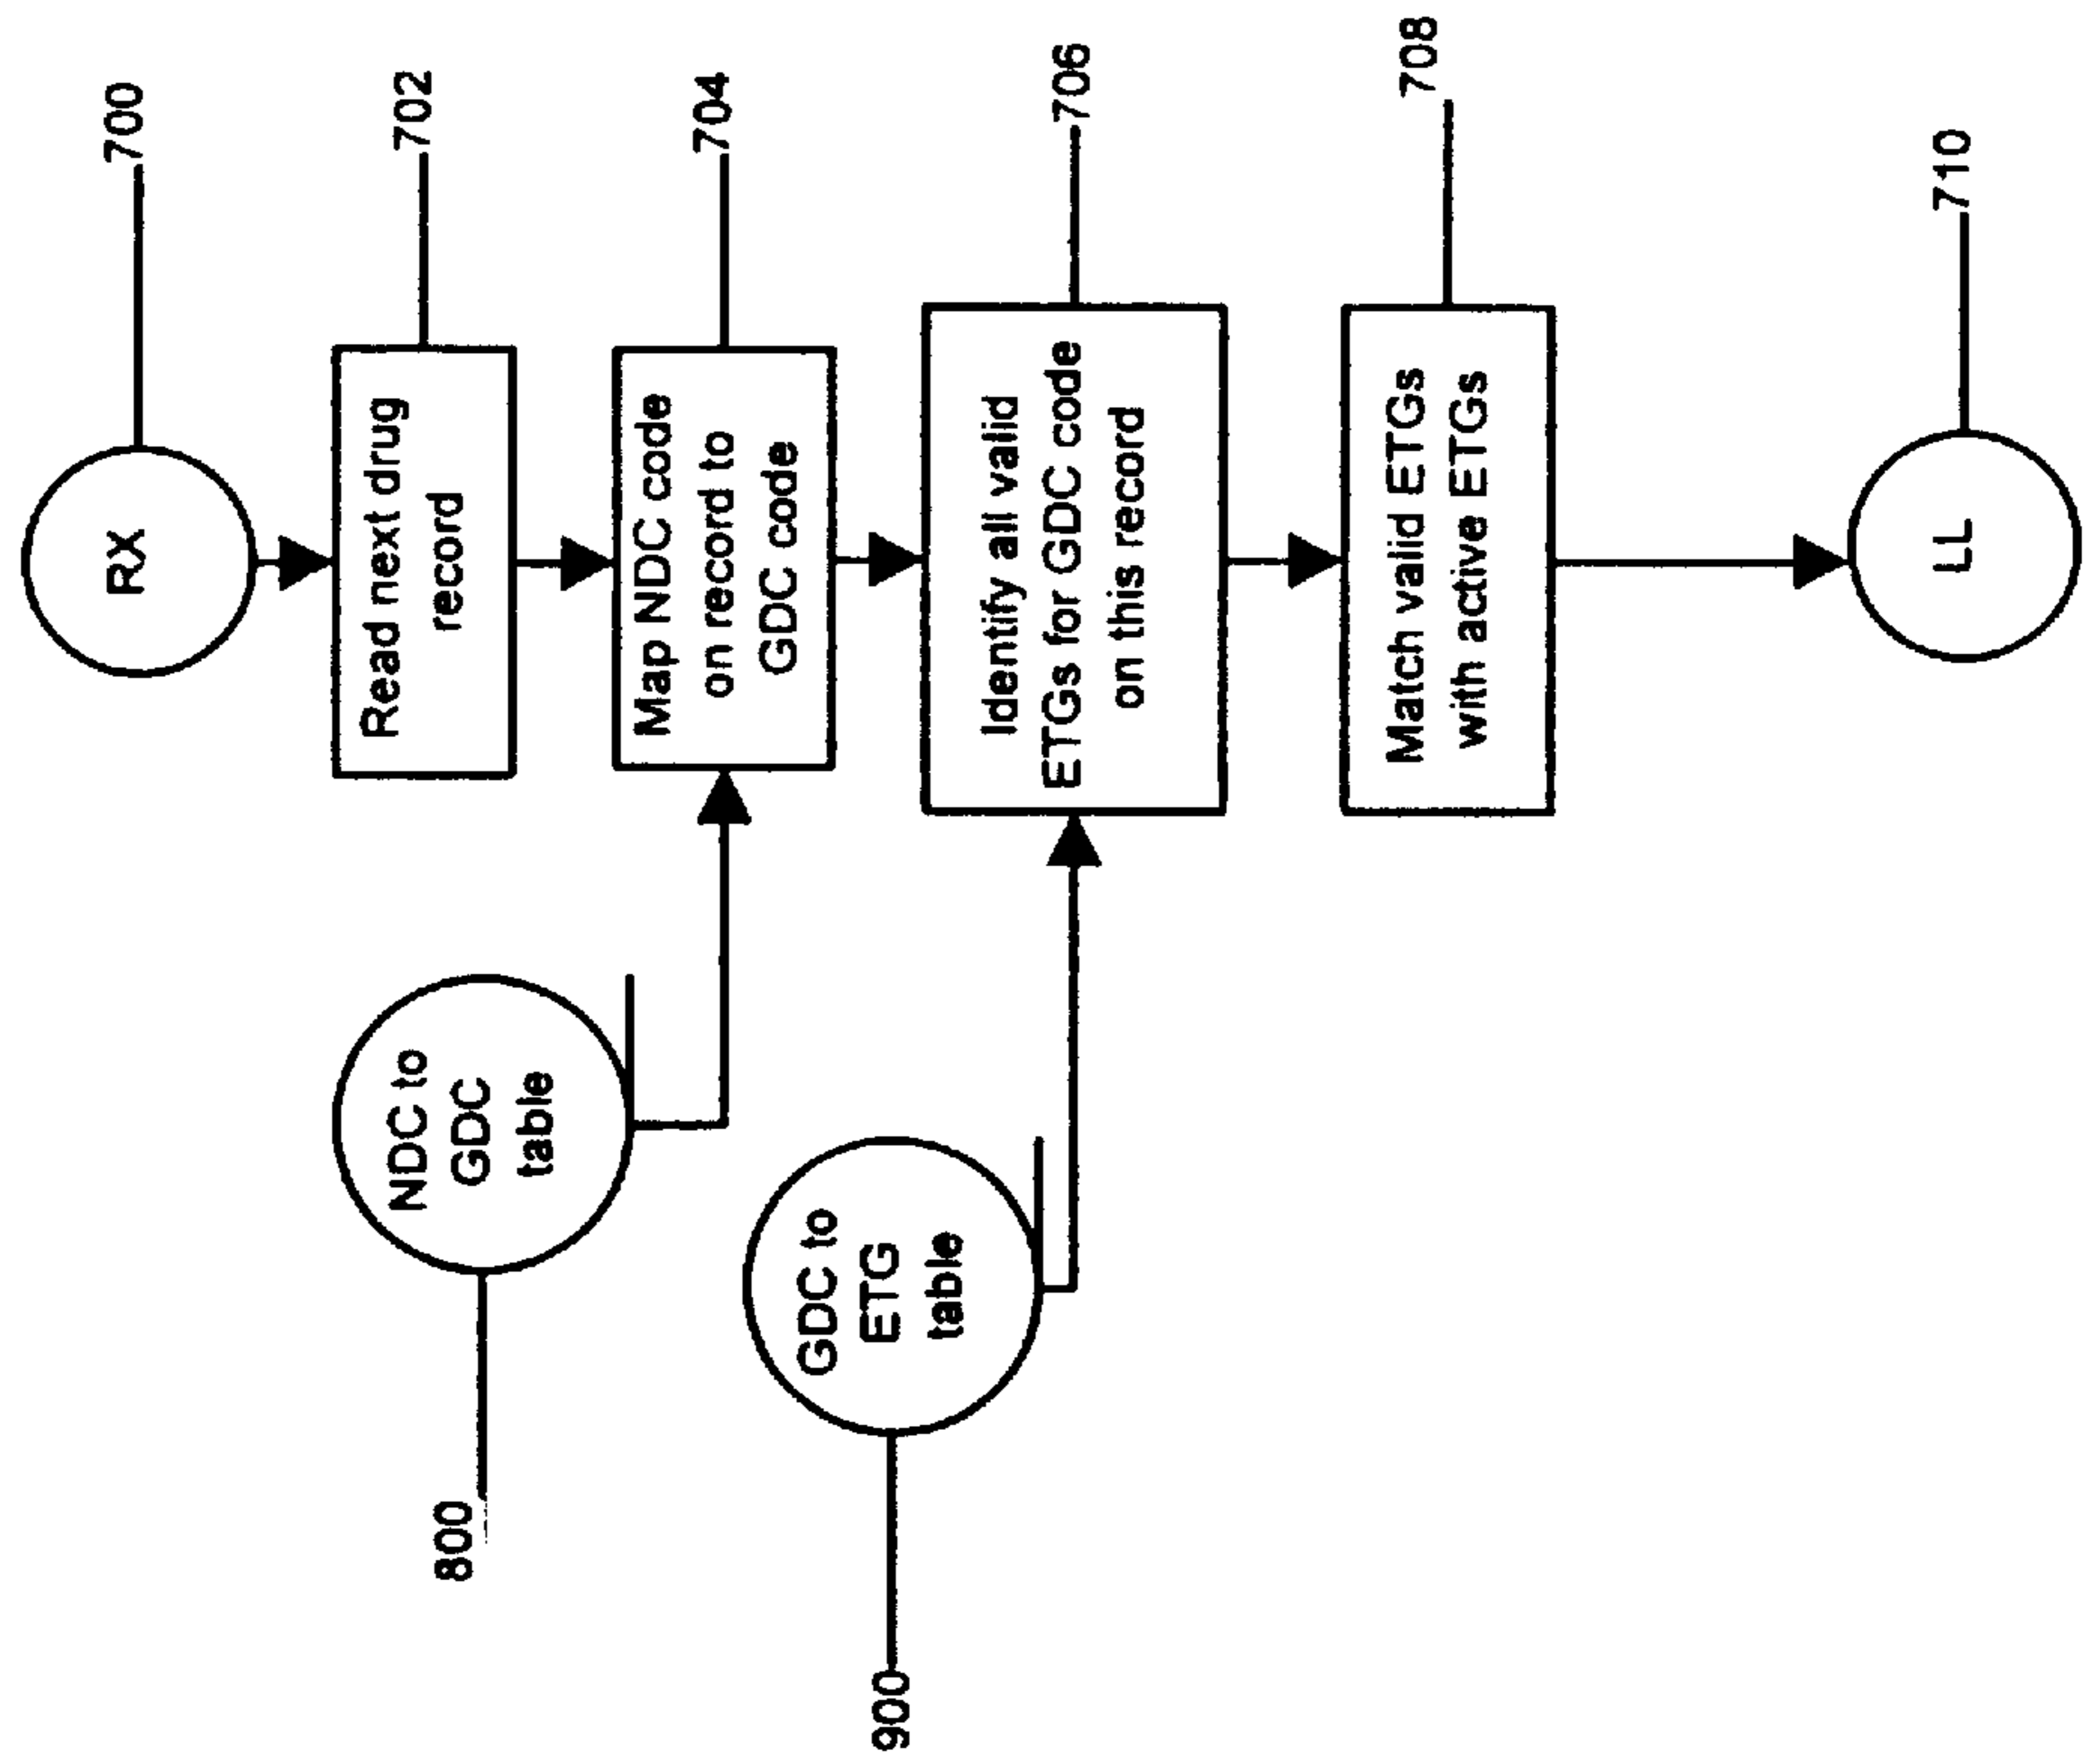 RX
700
Read next drug
record
702
NDC to
GDC
table
800
Map NDC code
on record to
GDC code
704
GDC to
ETG
table
900
Identify all valid
ETGs for GDC code
on this record
706
Match valid ETGs
with active ETGs
708
LL
710